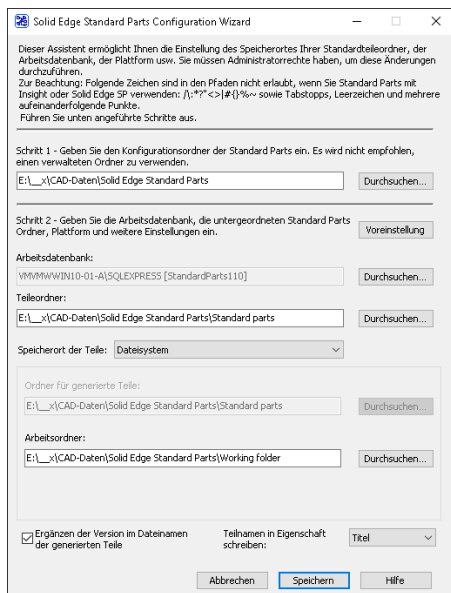 Solid Edge Standard Parts Configuration Wizard
Dieser Assistent ermöglicht Ihnen die Einstellung des Speicherortes Ihrer Standardteileordner, der
Arbeitsdatenbank, der Plattform usw. Sie müssen Administratorrechte haben, um diese Änderungen
durchzuführen.
Zur Beachtung: Folgende Zeichen sind in den Pfaden nicht erlaubt, wenn Sie Standard Parts mit
Insight oder Solid Edge SP verwenden: /\:*?"<>|#{}%~ sowie Tabstopps, Leerzeichen und mehrere
aufeinanderfolgende Punkte.
Führen Sie unten angeführte Schritte aus.
Schritt 1 - Geben Sie den Konfigurationsordner der Standard Parts ein. Es wird nicht empfohlen,
einen verwalteten Ordner zu verwenden.
E:\__x\CAD-Daten\Solid Edge Standard Parts
Durchsuchen...
Schritt 2 - Geben Sie die Arbeitsdatenbank, die untergeordneten Standard Parts
Ordner, Plattform und weitere Einstellungen ein.
Voreinstellung
Arbeitsdatenbank:
VMVMWWIN10-01-A\SQLEXPRESS [StandardParts110]
Durchsuchen...
Teileordner:
E:\__x\CAD-Daten\Solid Edge Standard Parts\Standard parts
Durchsuchen...
Speicherort der Teile:
Dateisystem
Ordner für generierte Teile:
E:\__x\CAD-Daten\Solid Edge Standard Parts\Standard parts
Durchsuchen...
Arbeitsordner:
E:\__x\CAD-Daten\Solid Edge Standard Parts\Working folder
Durchsuchen...
Ergänzen der Version im Dateinamen
der generierten Teile
Teilnamen in Eigenschaft
schreiben:
Titel
Abbrechen
Speichern
Hilfe